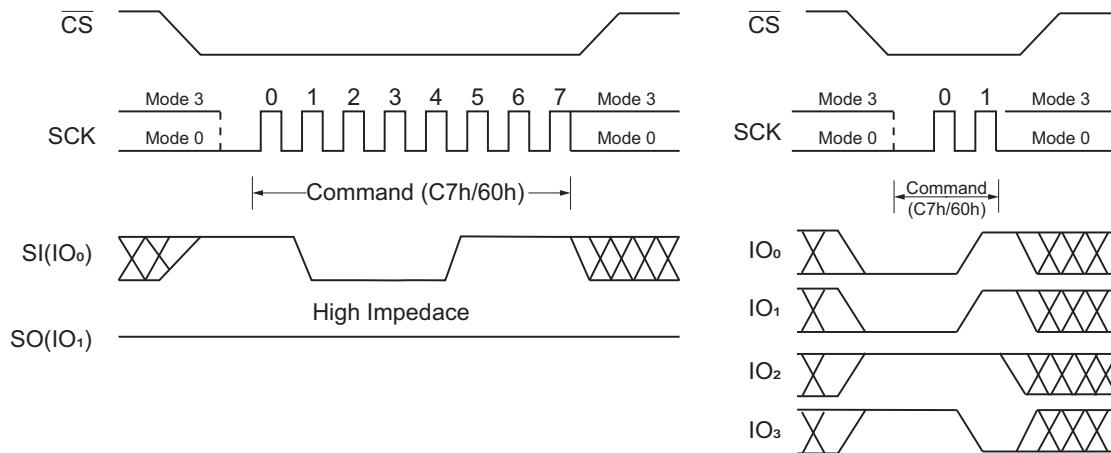 CS
Mode 3
0 1 2 3 4 5 6 7
Mode 3
SCK
Mode 0
Mode 0
Command (C7h/60h)
SI(IO₀)
High Impedace
SO(IO₁)
CS
Mode 3
0 1
Mode 3
SCK
Mode 0
Mode 0
Command
(C7h/60h)
IO₀
IO₁
IO₂
IO₃